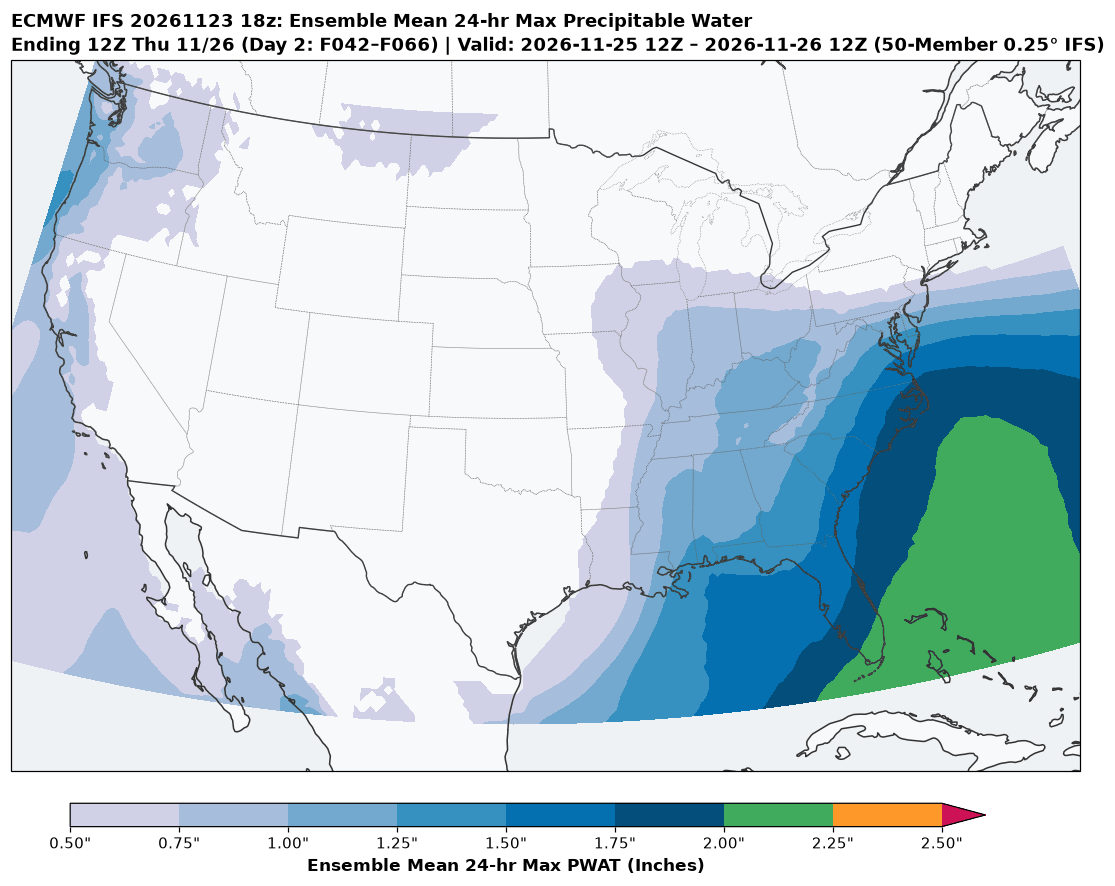 ECMWF IFS 20261123 18z: Ensemble Mean 24-hr Max Precipitable Water
Ending 12Z Thu 11/26 (Day 2: F042–F066) | Valid: 2026-11-25 12Z – 2026-11-26 12Z (50-Member 0.25° IFS)
0.50" 0.75" 1.00" 1.25" 1.50" 1.75" 2.00" 2.25" 2.50"
Ensemble Mean 24-hr Max PWAT (Inches)